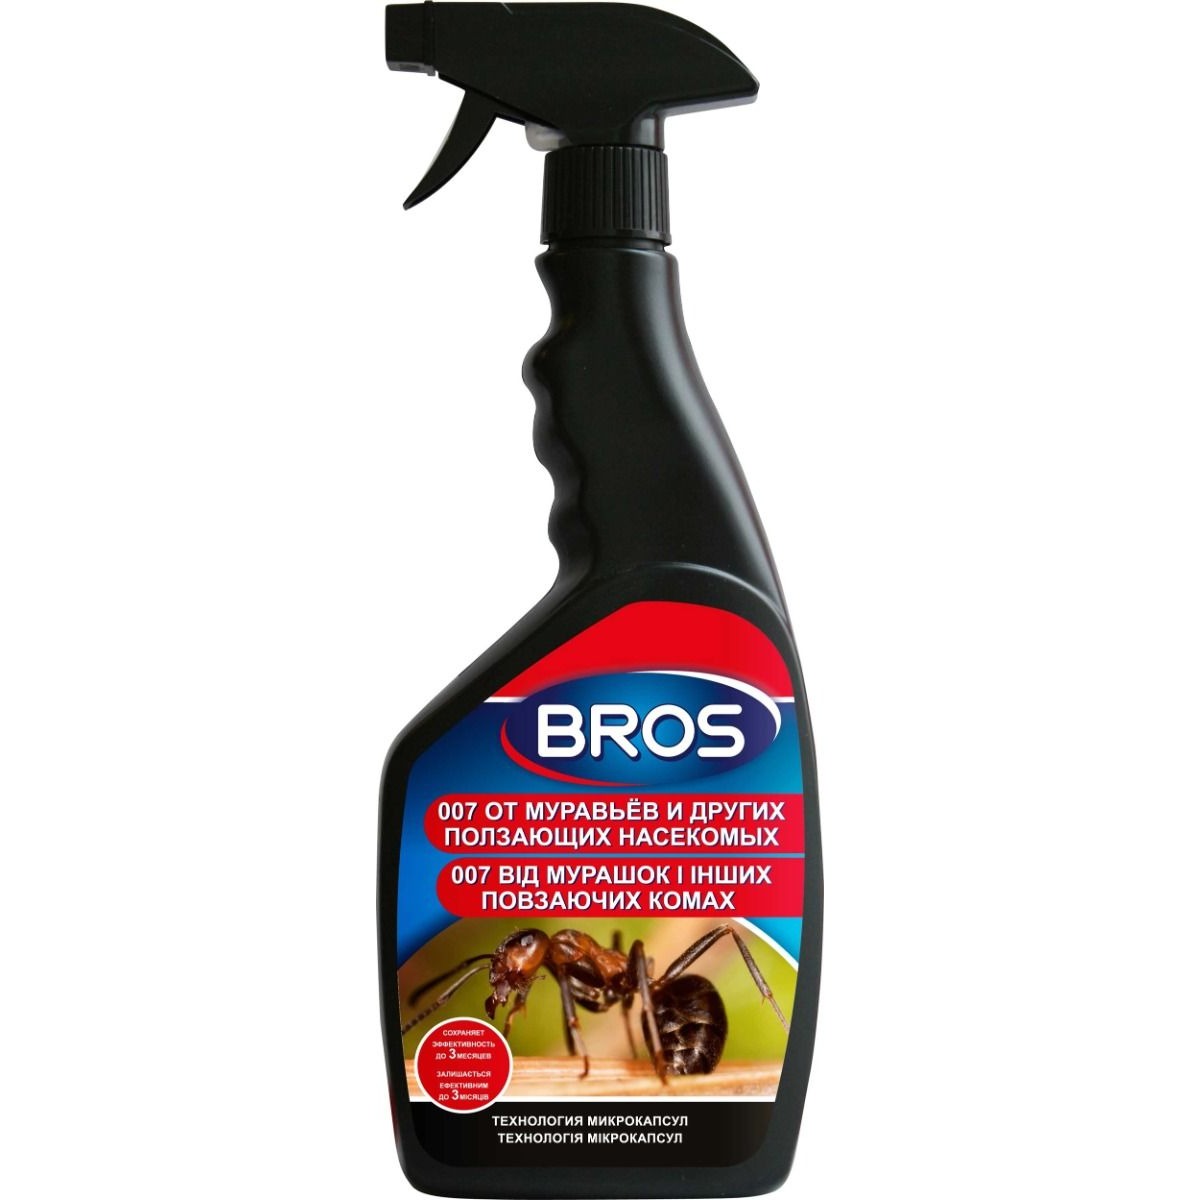 BROS
007 ОТ МУРАВЬЁВ И ДРУГИХ
ПОЛЗАЮЩИХ НАСЕКОМЫХ
007 ВІД МУРАШОК І ІНШИХ
ПОВЗАЮЧИХ КОМАХ
СОХРАНЯЕТ
ЭФФЕКТИВНОСТЬ
ДО 3 МЕСЯЦЕВ
ЗАЛИШАЄТЬСЯ
ЕФЕКТИВНИМ
ДО 3 МІСЯЦІВ
ТЕХНОЛОГИЯ МИКРОКАПСУЛ
ТЕХНОЛОГІЯ МІКРОКАПСУЛ